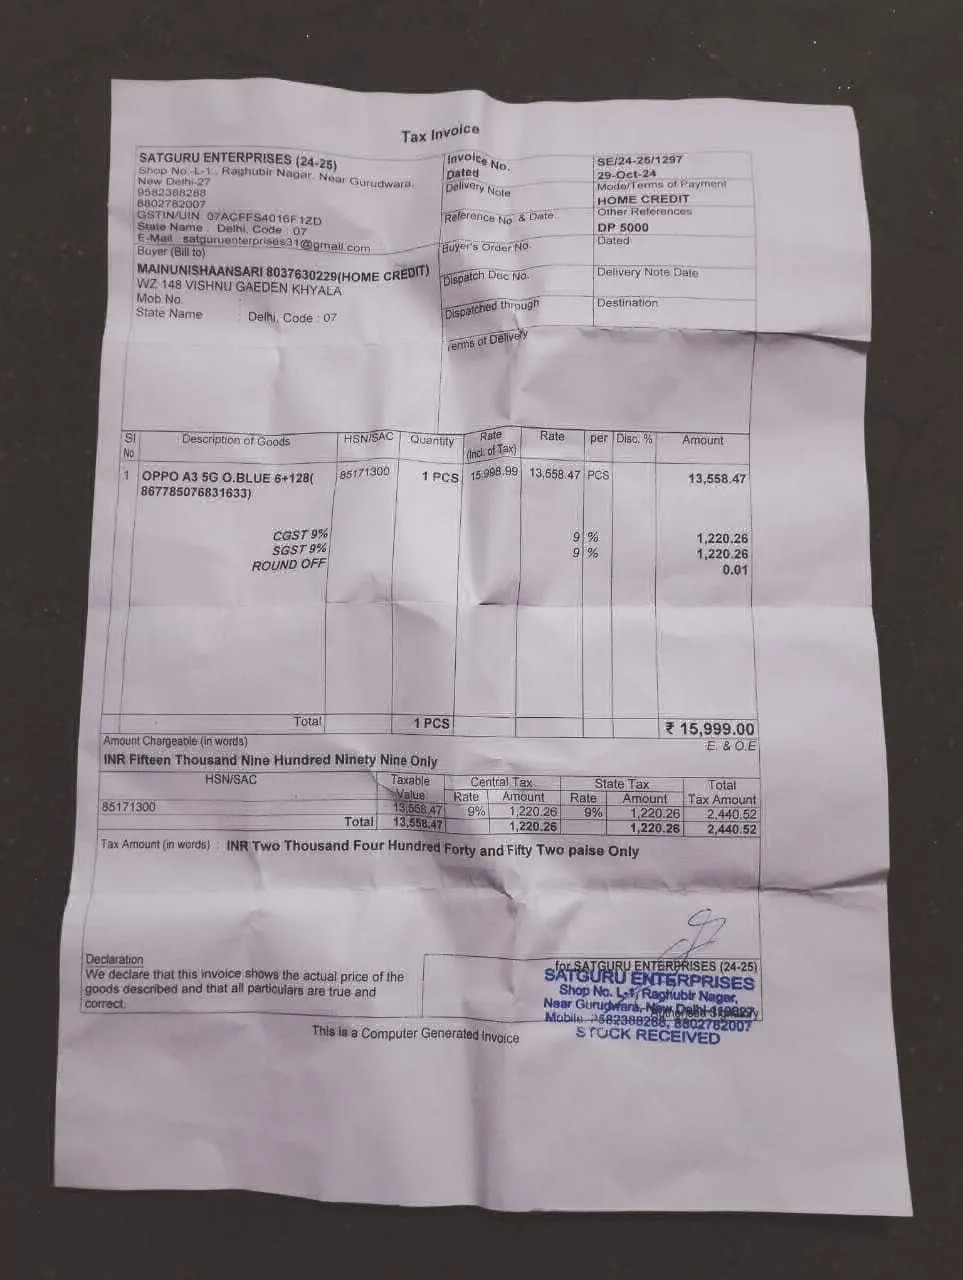 Tax Invoice
SATGURU ENTERPRISES (24-25)
Shop No.-L-1, Raghubir Nagar, Near Gurudwara,
New Delhi-27
9582388288
8802782007
GSTIN/UIN 07ACFFS4016F1ZD
State Name Delhi, Code : 07
E-Mail satguruenterprises31@gmail.com
Buyer (Bill to)
MAINUNISHAANSARI 8037630229(HOME CREDIT)
WZ 148 VISHNU GAEDEN KHYALA
Mob No.
State Name : Delhi, Code : 07
Invoice No. SE/24-25/1297
Dated 29-Oct-24
Delivery Note Mode/Terms of Payment
HOME CREDIT
Reference No. & Date. Other References
DP 5000
Buyer's Order No. Dated
Dispatch Doc No. Delivery Note Date
Dispatched through Destination
Terms of Delivery
Sl No Description of Goods HSN/SAC Quantity Rate (Incl. of Tax) Rate per Disc. % Amount
1 OPPO A3 5G O.BLUE 6+128( 85171300 1 PCS 15,998.99 13,558.47 PCS 13,558.47
867785076831633)
CGST 9% 9 % 1,220.26
SGST 9% 9 % 1,220.26
ROUND OFF 0.01
Total 1 PCS ₹ 15,999.00
Amount Chargeable (in words) E. & O.E
INR Fifteen Thousand Nine Hundred Ninety Nine Only
HSN/SAC Taxable Value Central Tax State Tax Total
Rate Amount Rate Amount Tax Amount
85171300 13,558.47 9% 1,220.26 9% 1,220.26 2,440.52
Total 13,558.47 1,220.26 1,220.26 2,440.52
Tax Amount (in words) : INR Two Thousand Four Hundred Forty and Fifty Two paise Only
Declaration
We declare that this invoice shows the actual price of the
goods described and that all particulars are true and
correct.
for SATGURU ENTERPRISES (24-25)
SATGURU ENTERPRISES
Shop No. L-1, Raghubir Nagar,
Near Gurudwara, New Delhi
Mobile: 9582388288, 8802782007
STOCK RECEIVED
This is a Computer Generated Invoice